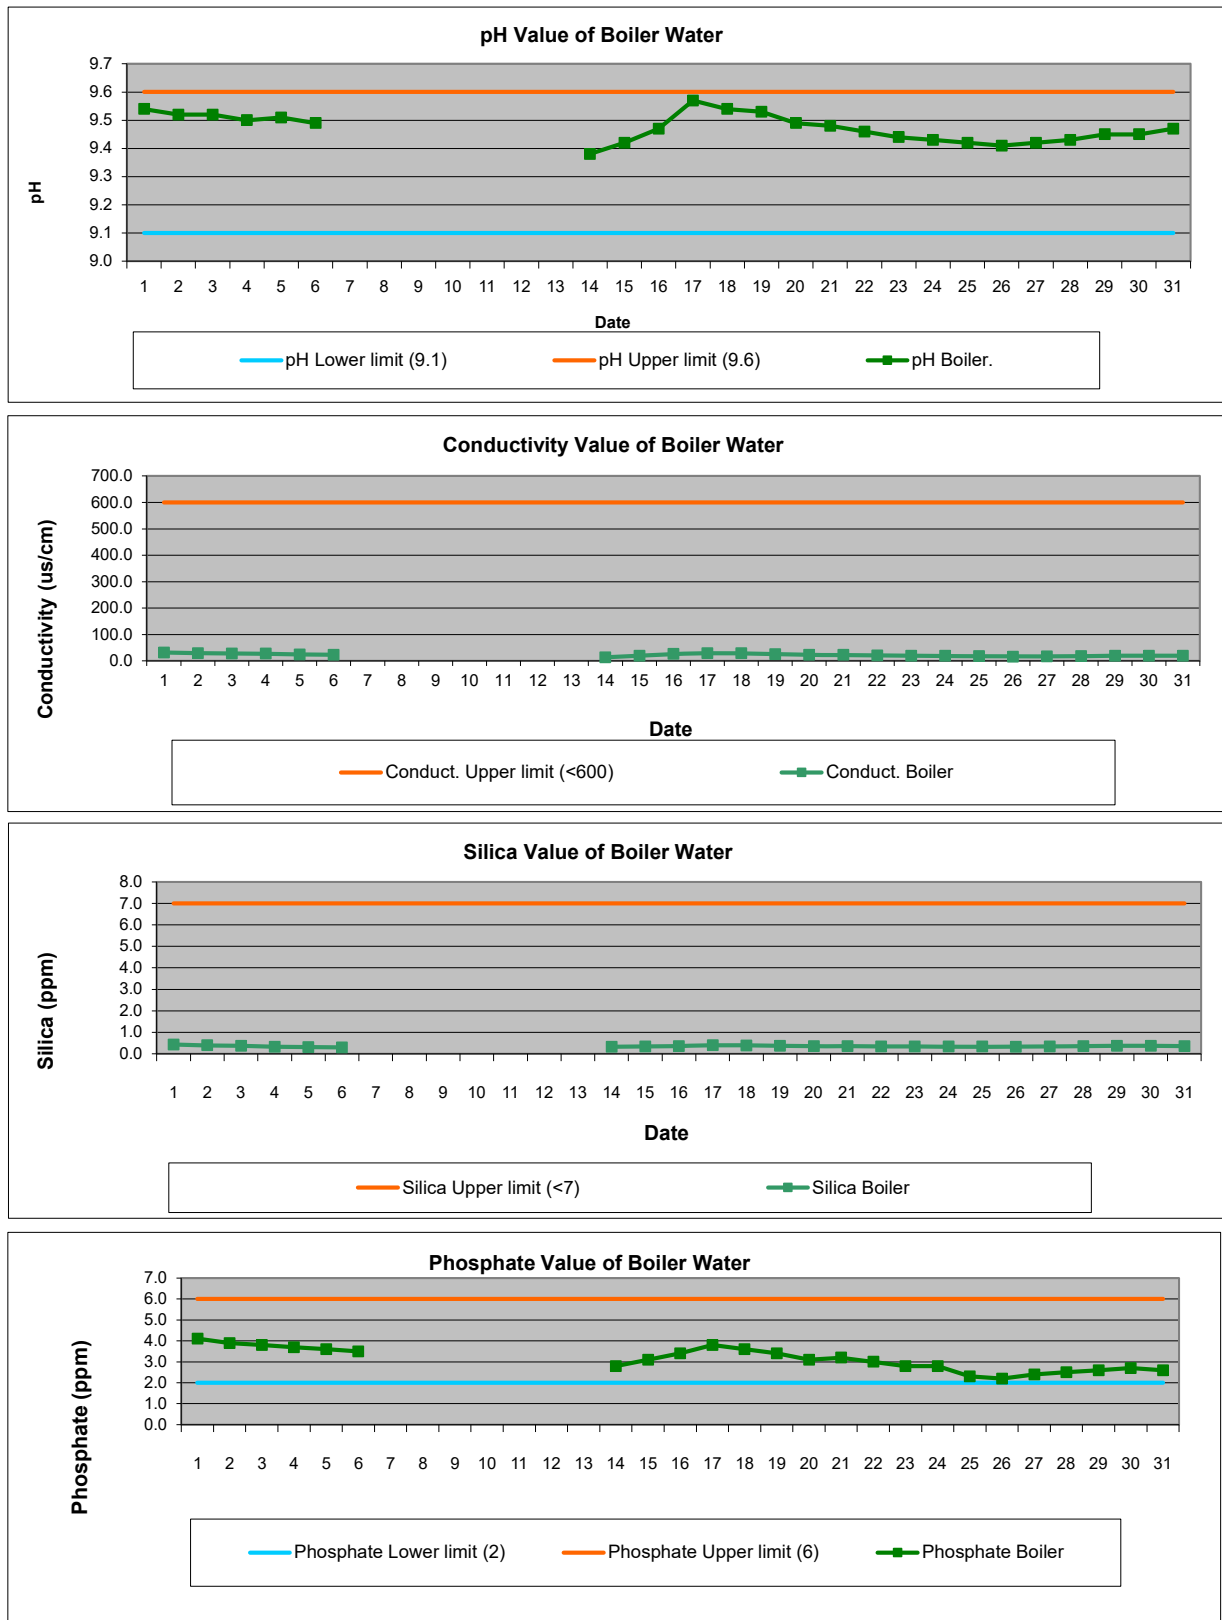 pH Value of Boiler Water
9.7
9.6
9.5
9.4
9.3
9.2
9.1
9.0
pH
1 2 3 4 5 6 7 8 9 10 11 12 13 14 15 16 17 18 19 20 21 22 23 24 25 26 27 28 29 30 31
Date
pH Lower limit (9.1) pH Upper limit (9.6) pH Boiler.
Conductivity Value of Boiler Water
700.0
600.0
500.0
400.0
300.0
200.0
100.0
0.0
Conductivity (us/cm)
1 2 3 4 5 6 7 8 9 10 11 12 13 14 15 16 17 18 19 20 21 22 23 24 25 26 27 28 29 30 31
Date
Conduct. Upper limit (<600) Conduct. Boiler
Silica Value of Boiler Water
8.0
7.0
6.0
5.0
4.0
3.0
2.0
1.0
0.0
Silica (ppm)
1 2 3 4 5 6 7 8 9 10 11 12 13 14 15 16 17 18 19 20 21 22 23 24 25 26 27 28 29 30 31
Date
Silica Upper limit (<7) Silica Boiler
Phosphate Value of Boiler Water
7.0
6.0
5.0
4.0
3.0
2.0
1.0
0.0
Phosphate (ppm)
1 2 3 4 5 6 7 8 9 10 11 12 13 14 15 16 17 18 19 20 21 22 23 24 25 26 27 28 29 30 31
Phosphate Lower limit (2) Phosphate Upper limit (6) Phosphate Boiler